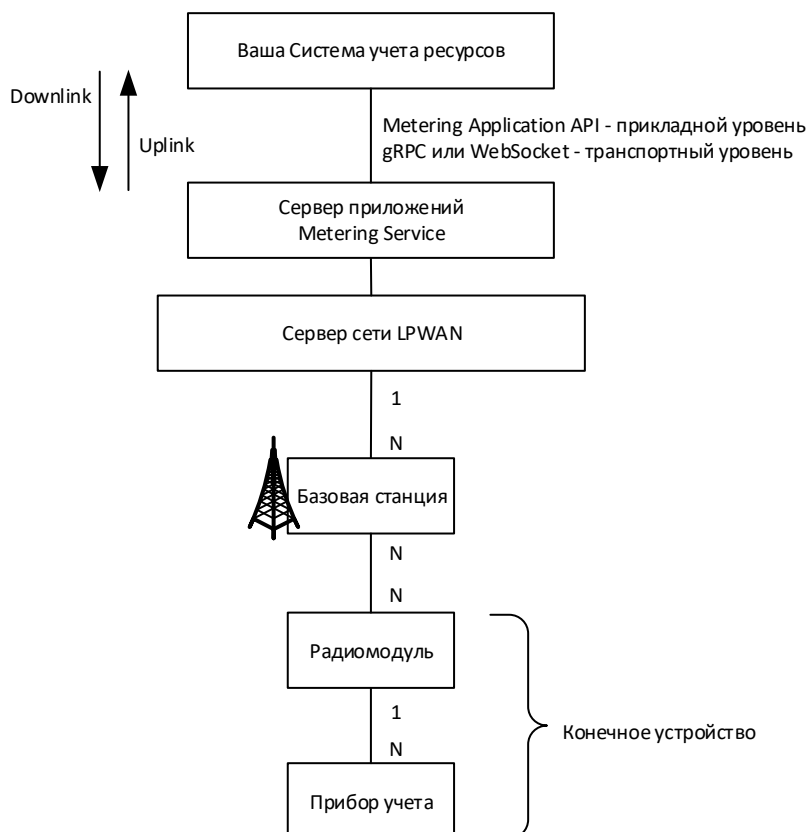 Ваша Система учета ресурсов
Downlink
Uplink
Metering Application API - прикладной уровень
gRPC или WebSocket - транспортный уровень
Сервер приложений
Metering Service
Сервер сети LPWAN
1
N
Базовая станция
N
N
Радиомодуль
1
N
Конечное устройство
Прибор учета